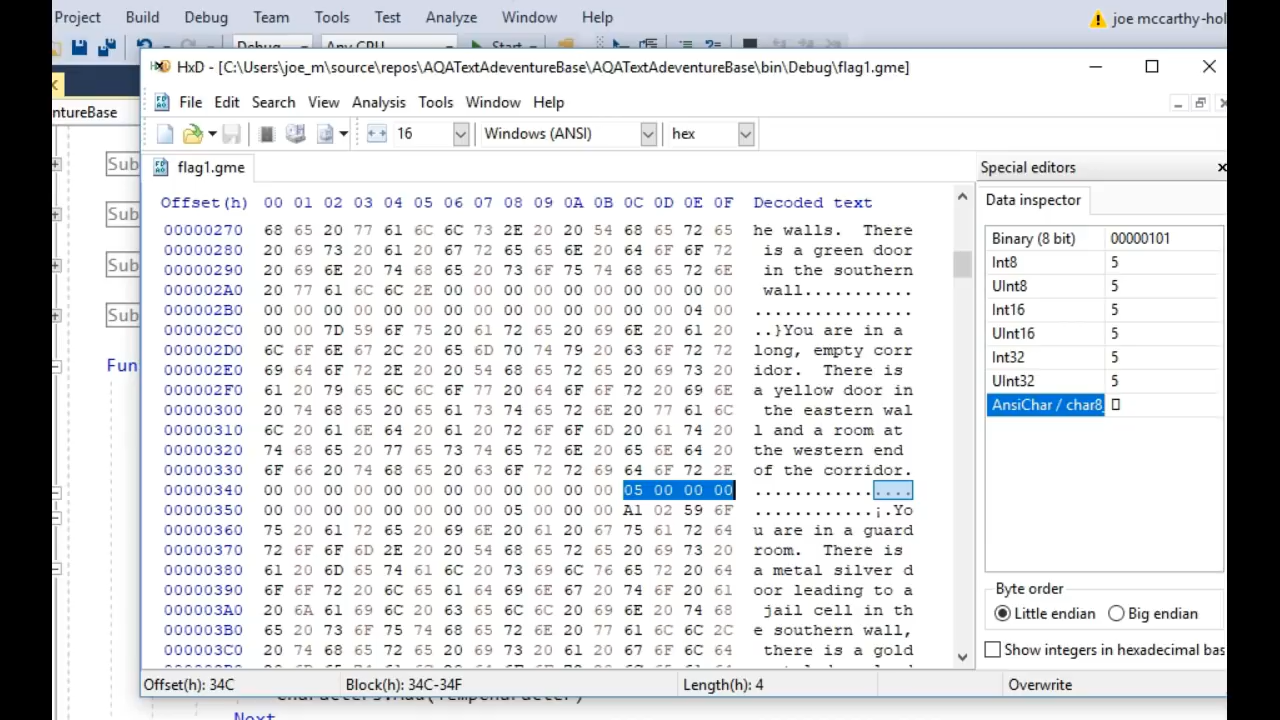 Project Build Debug Team Tools Test Analyze Window Help joe mccarthy-hol
Debug Any CPU Start
HxD - [C:\Users\joe_m\source\repos\AQATextAdeventureBase\AQATextAdeventureBase\bin\Debug\flag1.gme]
File Edit Search View Analysis Tools Window Help
ntureBase
16 Windows (ANSI) hex
flag1.gme
Special editors
Data inspector
Sub
Sub
Sub
Sub
Fun
Offset(h) 00 01 02 03 04 05 06 07 08 09 0A 0B 0C 0D 0E 0F Decoded text
00000270 68 65 20 77 61 6C 6C 73 2E 20 20 54 68 65 72 65 he walls.  There
00000280 20 69 73 20 61 20 67 72 65 65 6E 20 64 6F 6F 72 is a green door
00000290 20 69 6E 20 74 68 65 20 73 6F 75 74 68 65 72 6E in the southern
000002A0 20 77 61 6C 6C 2E 00 00 00 00 00 00 00 00 00 00 wall...........
000002B0 00 00 00 00 00 00 00 00 00 00 00 00 00 00 04 00 ................
000002C0 00 00 7D 59 6F 75 20 61 72 65 20 69 6E 20 61 20 ..}You are in a
000002D0 6C 6F 6E 67 2C 20 65 6D 70 74 79 20 63 6F 72 72 long, empty corr
000002E0 69 64 6F 72 2E 20 20 54 68 65 72 65 20 69 73 20 idor.  There is
000002F0 61 20 79 65 6C 6C 6F 77 20 64 6F 6F 72 20 69 6E a yellow door in
00000300 20 74 68 65 20 65 61 73 74 65 72 6E 20 77 61 6C the eastern wal
00000310 6C 20 61 6E 64 20 61 20 72 6F 6F 6D 20 61 74 20 l and a room at
00000320 74 68 65 20 77 65 73 74 65 72 6E 20 65 6E 64 20 the western end
00000330 6F 66 20 74 68 65 20 63 6F 72 72 69 64 6F 72 2E of the corridor.
00000340 00 00 00 00 00 00 00 00 00 00 00 00 05 00 00 00 ................
00000350 00 00 00 00 00 00 00 00 05 00 00 00 A1 02 59 6F ............¡.Yo
00000360 75 20 61 72 65 20 69 6E 20 61 20 67 75 61 72 64 u are in a guard
00000370 72 6F 6F 6D 2E 20 20 54 68 65 72 65 20 69 73 20 room.  There is
00000380 61 20 6D 65 74 61 6C 20 73 69 6C 76 65 72 20 64 a metal silver d
00000390 6F 6F 72 20 6C 65 61 64 69 6E 67 20 74 6F 20 61 oor leading to a
000003A0 20 6A 61 69 6C 20 63 65 6C 6C 20 69 6E 20 74 68 jail cell in th
000003B0 65 20 73 6F 75 74 68 65 72 6E 20 77 61 6C 6C 2C e southern wall,
000003C0 20 74 68 65 72 65 20 69 73 20 61 20 67 6F 6C 64 there is a gold
Binary (8 bit) 00000101
Int8 5
UInt8 5
Int16 5
UInt16 5
Int32 5
UInt32 5
AnsiChar / char8
Byte order
Little endian Big endian
Show integers in hexadecimal bas
Offset(h): 34C Block(h): 34C-34F Length(h): 4 Overwrite
Next